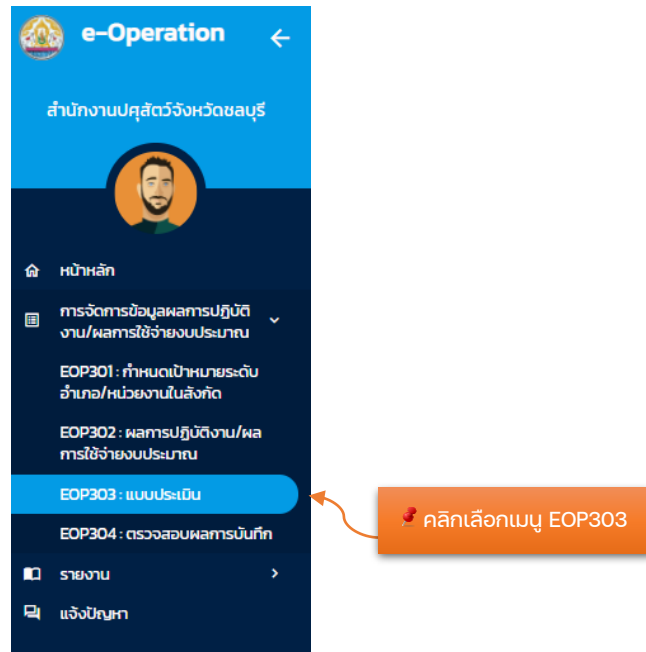 e-Operation
สำนักงานปศุสัตว์จังหวัดชลบุรี
หน้าหลัก
การจัดการข้อมูลผลการปฏิบัติ
งาน/ผลการใช้จ่ายงบประมาณ
EOP301 : กำหนดเป้าหมายระดับ
อำเภอ/หน่วยงานในสังกัด
EOP302 : ผลการปฏิบัติงาน/ผล
การใช้จ่ายงบประมาณ
EOP303 : แบบประเมิน
คลิกเลือกเมนู EOP303
EOP304 : ตรวจสอบผลการบันทึก
รายงาน
แจ้งปัญหา